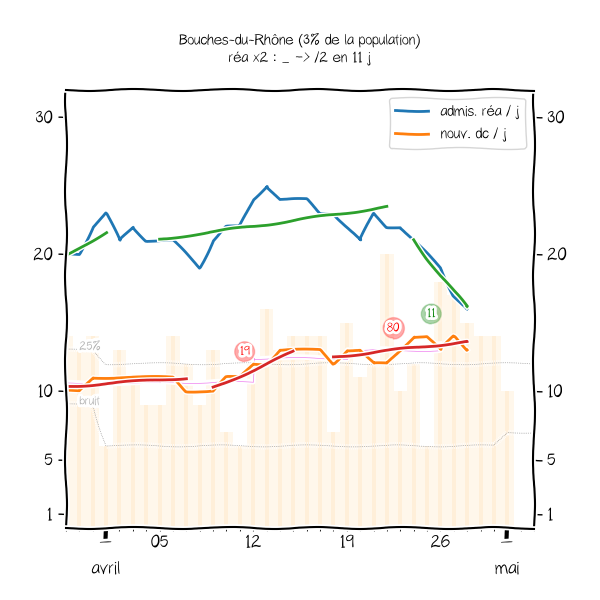 Bouches-du-Rhône (3% de la population)
réa x2 : _ -> /2 en 11 j
admis. réa / j
nouv. dc / j
30
30
20
20
11
80
19
25%
10
10
bruit
5
5
1
1
05
12
19
26
avril
mai